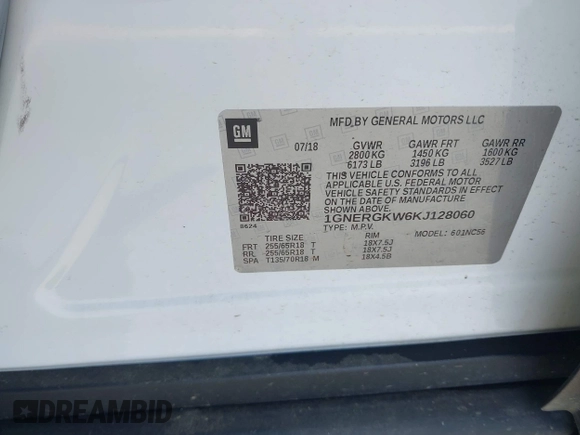 MFD BY GENERAL MOTORS LLC
GM
07/18 GVWR GAWR FRT GAWR RR
2800 KG 1450 KG 1600 KG
6173 LB 3196 LB 3527 LB
THIS VEHICLE CONFORMS TO ALL
APPLICABLE U.S. FEDERAL MOTOR
VEHICLE SAFETY STANDARDS IN EFFECT
ON THE DATE OF MANUFACTURE
SHOWN ABOVE.
1GNERGKW6KJ128060
0624 TYPE: M.P.V. MODEL: 601NC56
TIRE SIZE RIM
FRT 255/65R18 T 18X7.5J
RR 255/65R18 T 18X7.5J
SPA T135/70R18 M 18X4.5B
DREAMBID